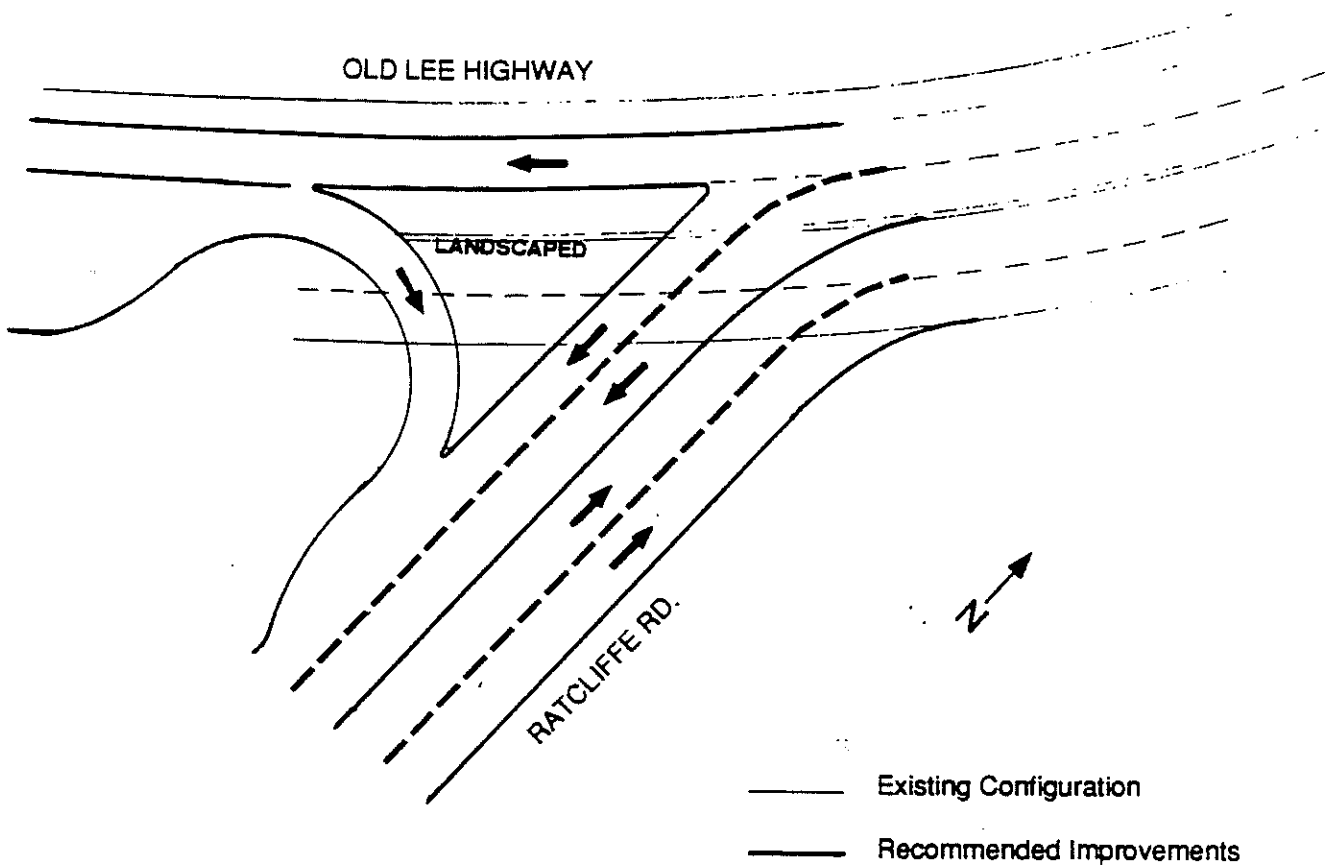 OLD LEE HIGHWAY
LANDSCAPED
N
RATCLIFFE RD.
Existing Configuration
Recommended Improvements